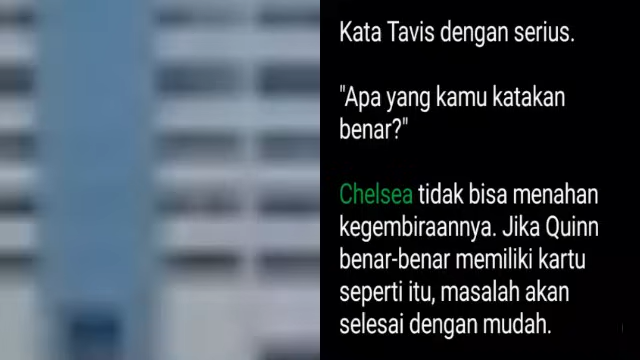 Kata Tavis dengan serius.
"Apa yang kamu katakan
benar?"
Chelsea tidak bisa menahan
kegembiraannya. Jika Quinn
benar-benar memiliki kartu
seperti itu, masalah akan
selesai dengan mudah.